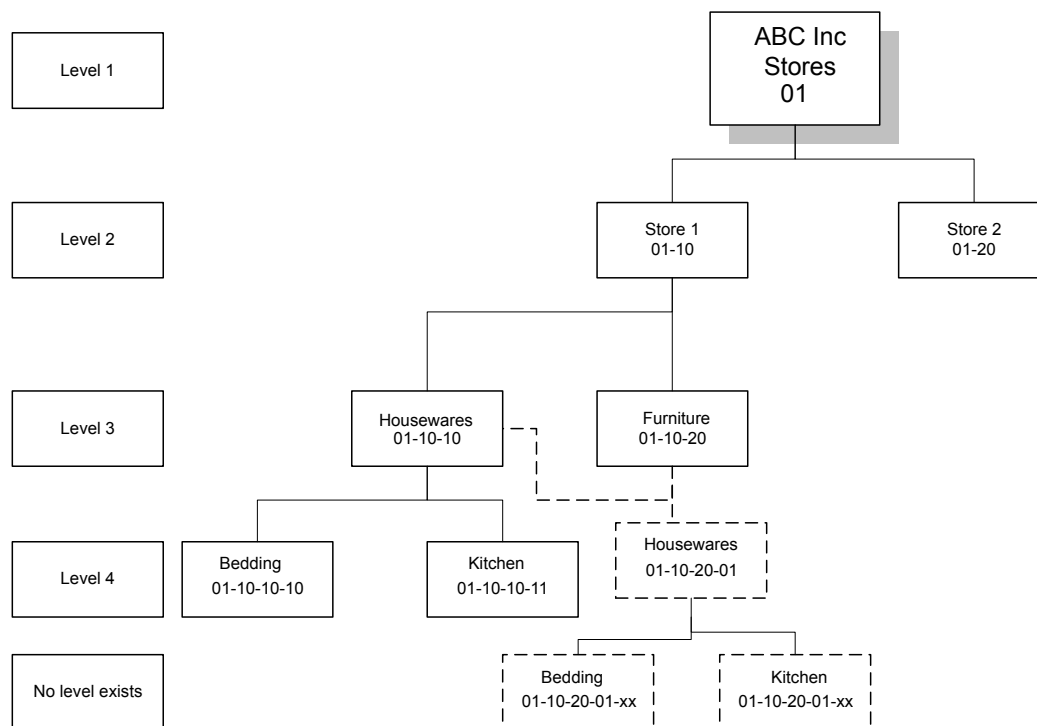 Level 1
ABC Inc
Stores
01
Level 2
Store 1
01-10
Store 2
01-20
Level 3
Housewares
01-10-10
Furniture
01-10-20
Level 4
Bedding
01-10-10-10
Kitchen
01-10-10-11
Housewares
01-10-20-01
No level exists
Bedding
01-10-20-01-xx
Kitchen
01-10-20-01-xx